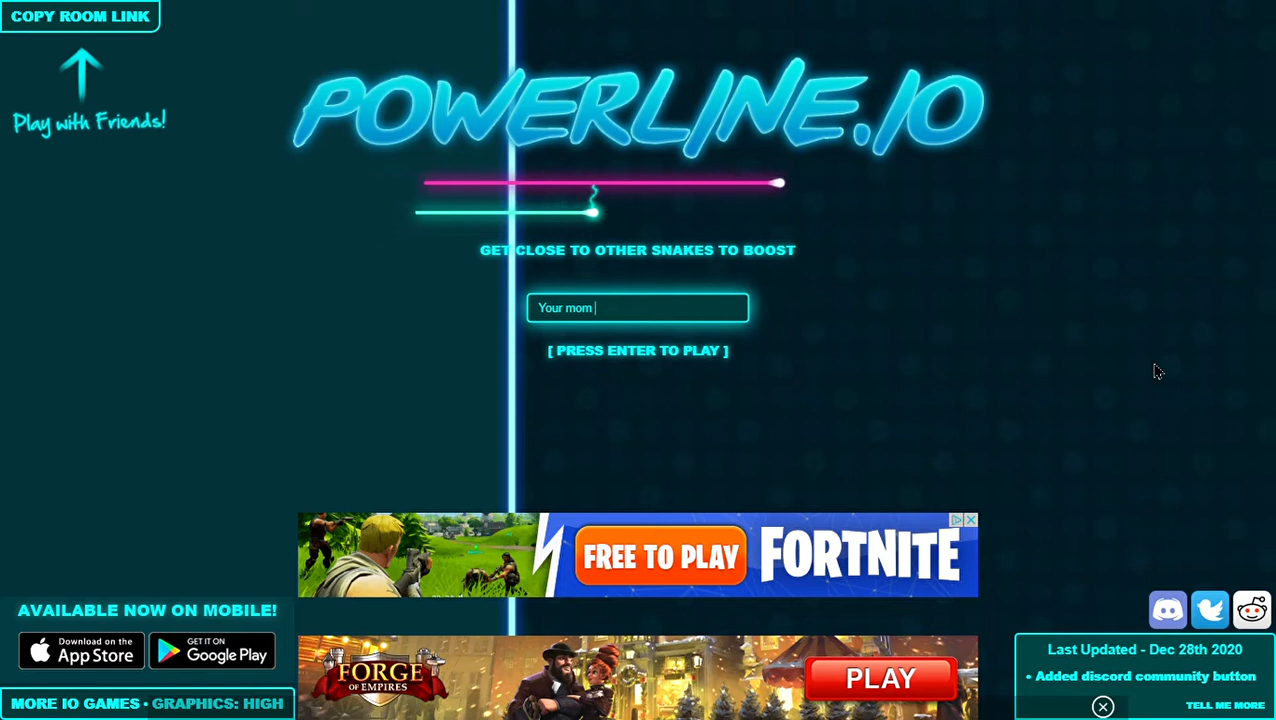 COPY ROOM LINK
Play with Friends!
POWERLINE.IO
GET CLOSE TO OTHER SNAKES TO BOOST
Your mom
[ PRESS ENTER TO PLAY ]
FREE TO PLAY
FORTNITE
AVAILABLE NOW ON MOBILE!
Download on the
App Store
GET IT ON
Google Play
FORGE
OF EMPIRES
PLAY
Last Updated - Dec 28th 2020
• Added discord community button
TELL ME MORE
MORE IO GAMES • GRAPHICS: HIGH